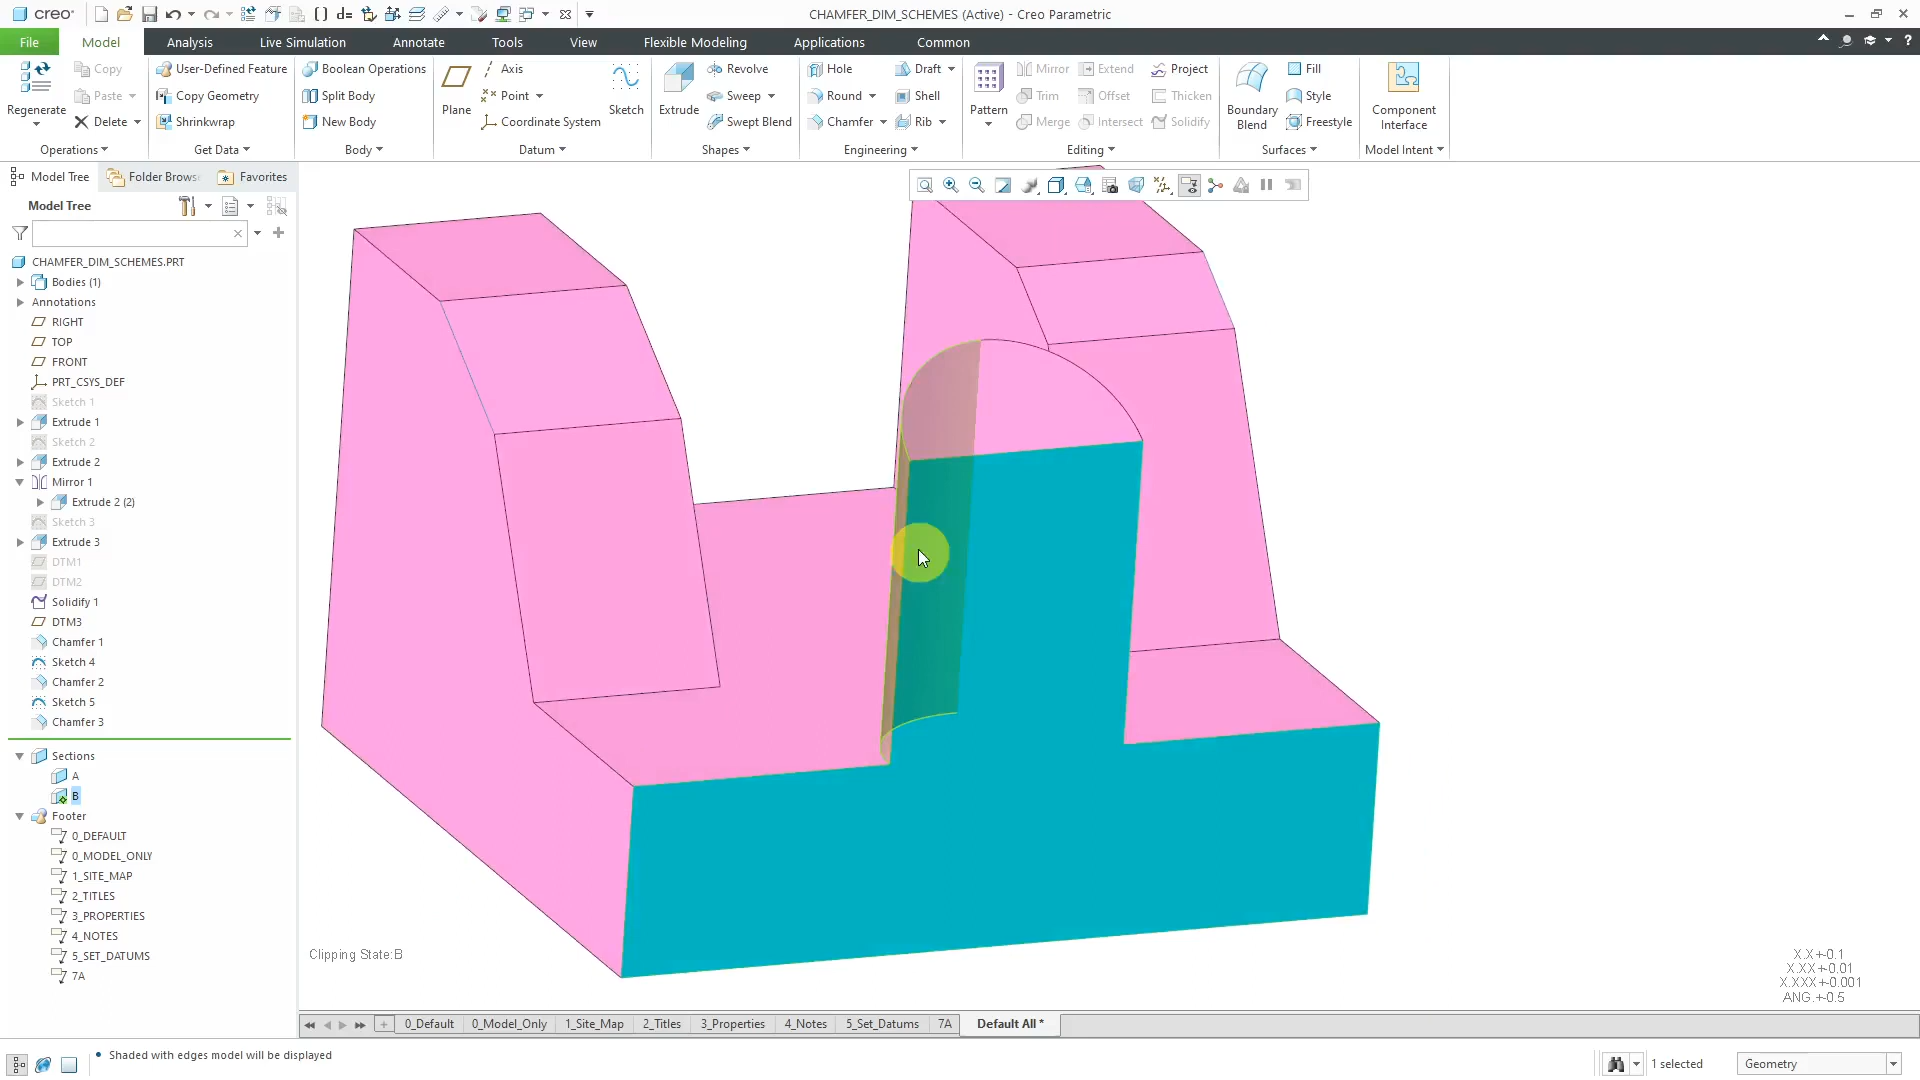 creo
CHAMFER_DIM_SCHEMES (Active) - Creo Parametric
File
Model
Analysis
Live Simulation
Annotate
Tools
View
Flexible Modeling
Applications
Common
Regenerate
Copy
Paste
Delete
Operations
User-Defined Feature
Copy Geometry
Shrinkwrap
Get Data
Boolean Operations
Split Body
New Body
Body
Plane
Axis
Point
Coordinate System
Sketch
Datum
Extrude
Revolve
Sweep
Swept Blend
Shapes
Hole
Round
Chamfer
Draft
Shell
Rib
Engineering
Pattern
Mirror
Trim
Merge
Extend
Offset
Intersect
Project
Thicken
Solidify
Editing
Boundary
Blend
Fill
Style
Freestyle
Surfaces
Component
Interface
Model Intent
Model Tree
Folder Brows
Favorites
Model Tree
CHAMFER_DIM_SCHEMES.PRT
Bodies (1)
Annotations
RIGHT
TOP
FRONT
PRT_CSYS_DEF
Sketch 1
Extrude 1
Sketch 2
Extrude 2
Mirror 1
Extrude 2 (2)
Sketch 3
Extrude 3
DTM1
DTM2
Solidify 1
DTM3
Chamfer 1
Sketch 4
Chamfer 2
Sketch 5
Chamfer 3
Sections
A
B
Footer
0_DEFAULT
0_MODEL_ONLY
1_SITE_MAP
2_TITLES
3_PROPERTIES
4_NOTES
5_SET_DATUMS
7A
Clipping State:B
X.X+-0.1
X.XX+-0.01
X.XXX+-0.001
ANG.+-0.5
0_Default
0_Model_Only
1_Site_Map
2_Titles
3_Properties
4_Notes
5_Set_Datums
7A
Default All *
Shaded with edges model will be displayed
1 selected
Geometry